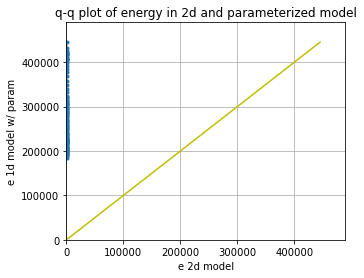 q-q plot of energy in 2d and parameterized model
e 1d model w/ param
400000
300000
200000
100000
0
0 100000 200000 300000 400000
e 2d model